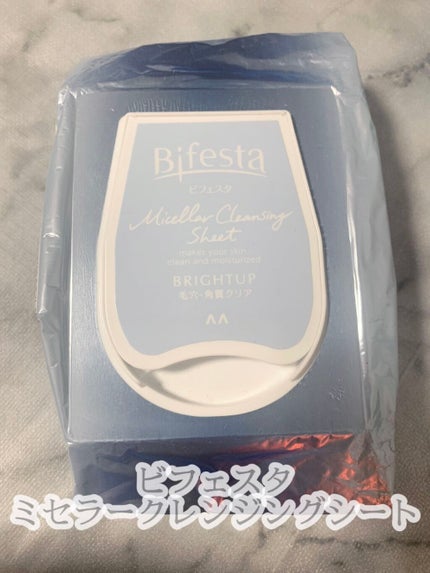 Bifesta
ビフェスタ
Micellar Cleansing
Sheet
makes your skin
clean and moisturized
BRIGHTUP
毛穴・角質クリア
ビフェスタ
ミセラークレンジングシート